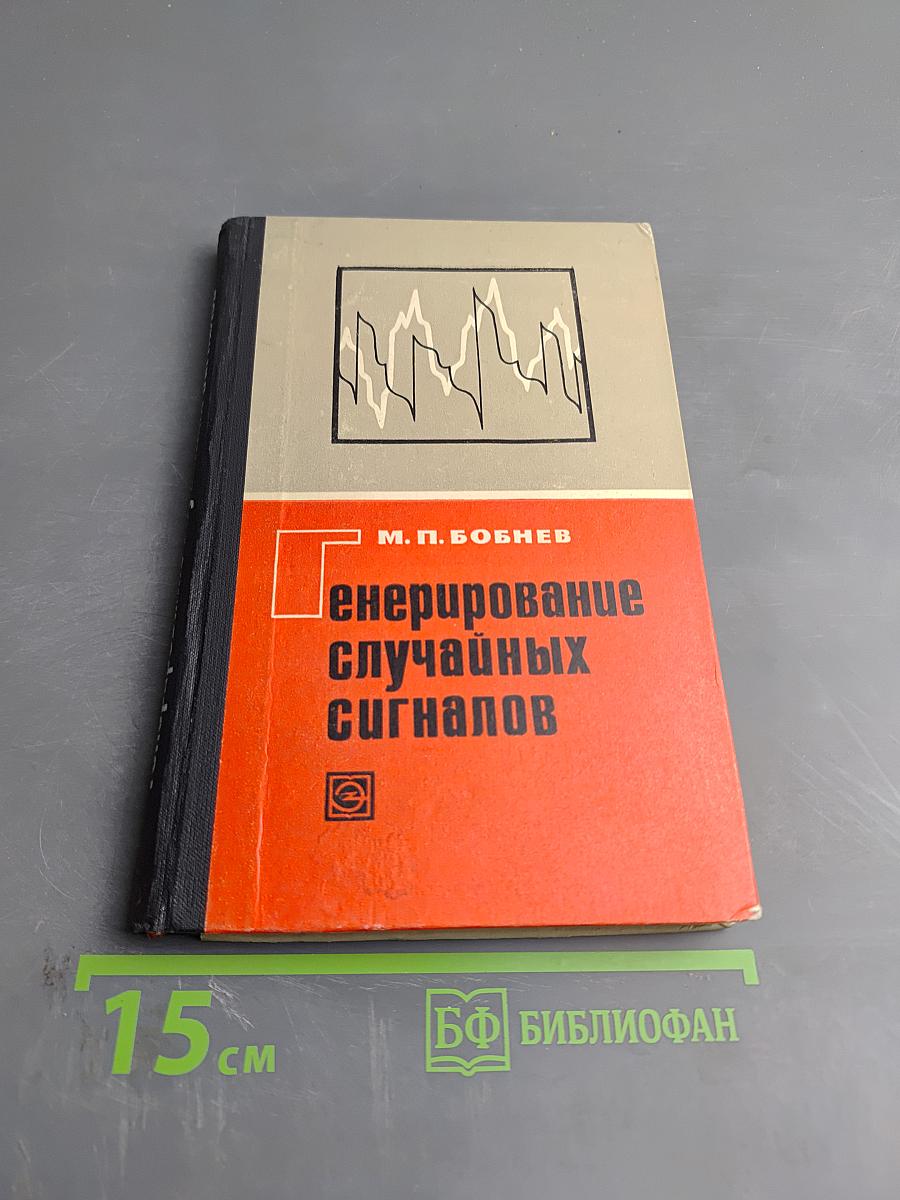 М. П. БОБНЕВ
Генерирование
случайных
сигналов
15 см
БФ БИБЛИОФАН